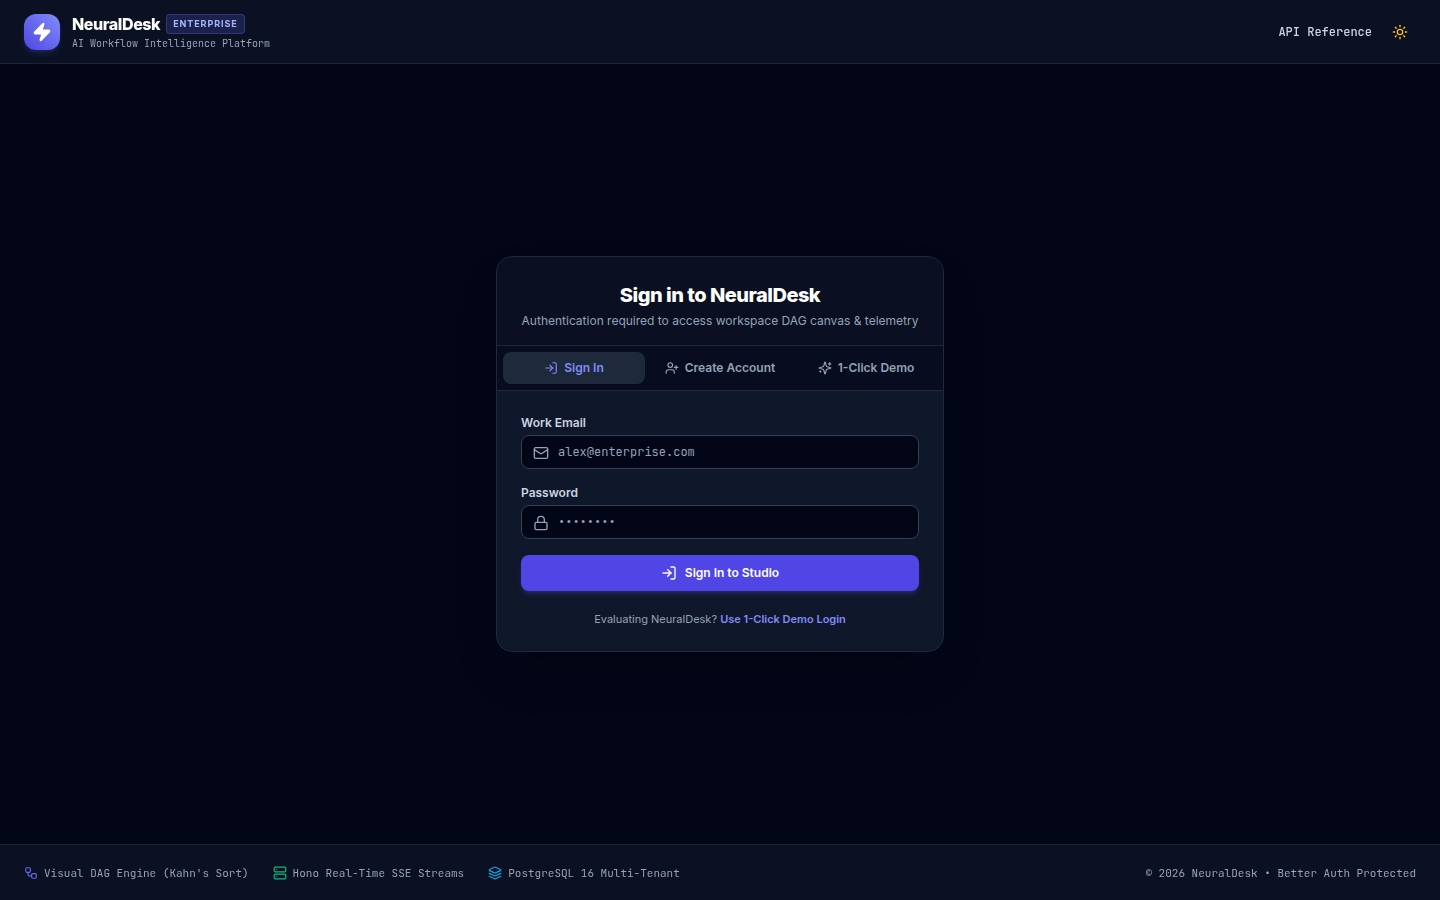 NeuralDesk ENTERPRISE
AI Workflow Intelligence Platform
API Reference
Sign in to NeuralDesk
Authentication required to access workspace DAG canvas & telemetry
Sign In
Create Account
1-Click Demo
Work Email
alex@enterprise.com
Password
••••••••
Sign In to Studio
Evaluating NeuralDesk? Use 1-Click Demo Login
Visual DAG Engine (Kahn's Sort)
Hono Real-Time SSE Streams
PostgreSQL 16 Multi-Tenant
© 2026 NeuralDesk • Better Auth Protected